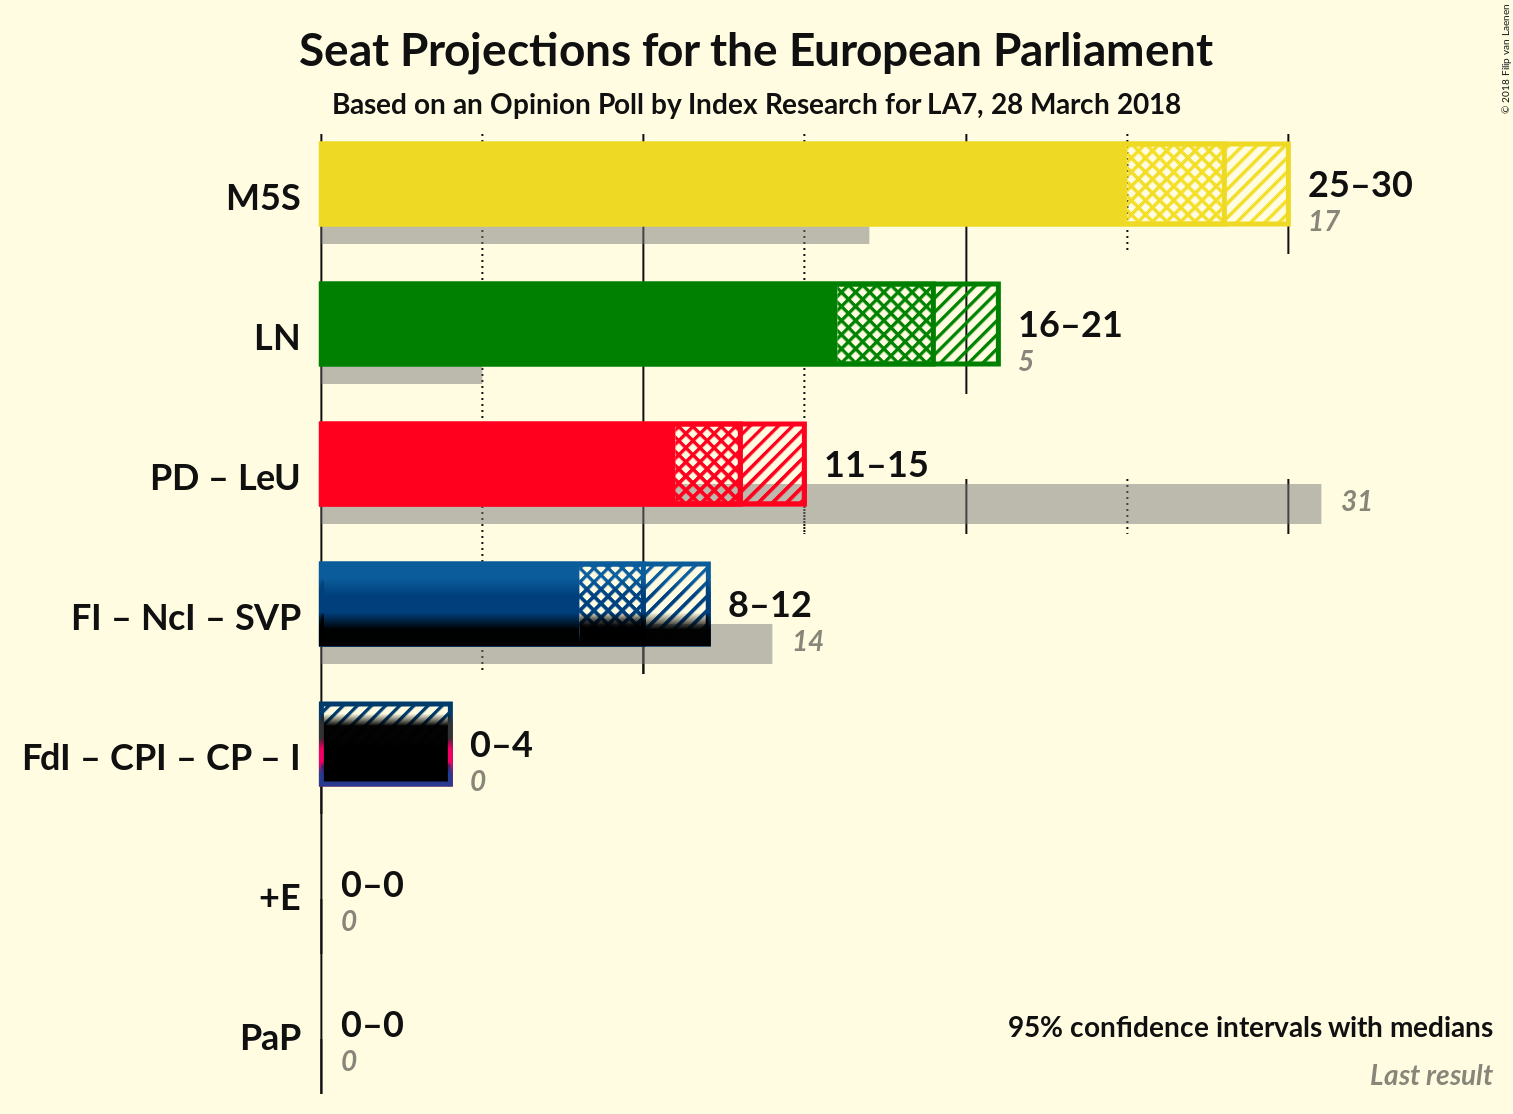 Seat Projections for the European Parliament
Based on an Opinion Poll by Index Research for LA7, 28 March 2018
© 2018 Filip van Laenen
M5S
25–30
17
LN
16–21
5
PD – LeU
11–15
31
FI – NcI – SVP
8–12
14
FdI – CPI – CP – I
0–4
0
+E
0–0
0
PaP
0–0
0
95% confidence intervals with medians
Last result